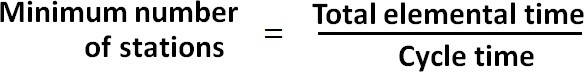 Minimum number
of stations = Total elemental time
Cycle time